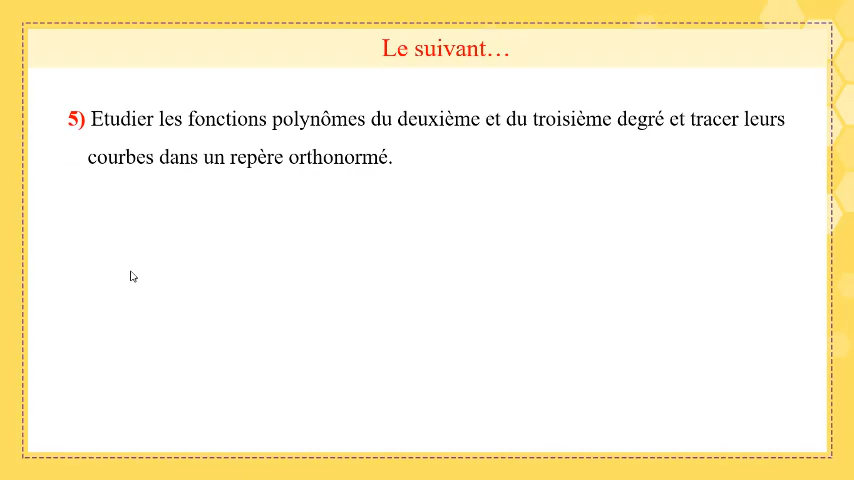 Le suivant…
5) Etudier les fonctions polynômes du deuxième et du troisième degré et tracer leurs
courbes dans un repère orthonormé.